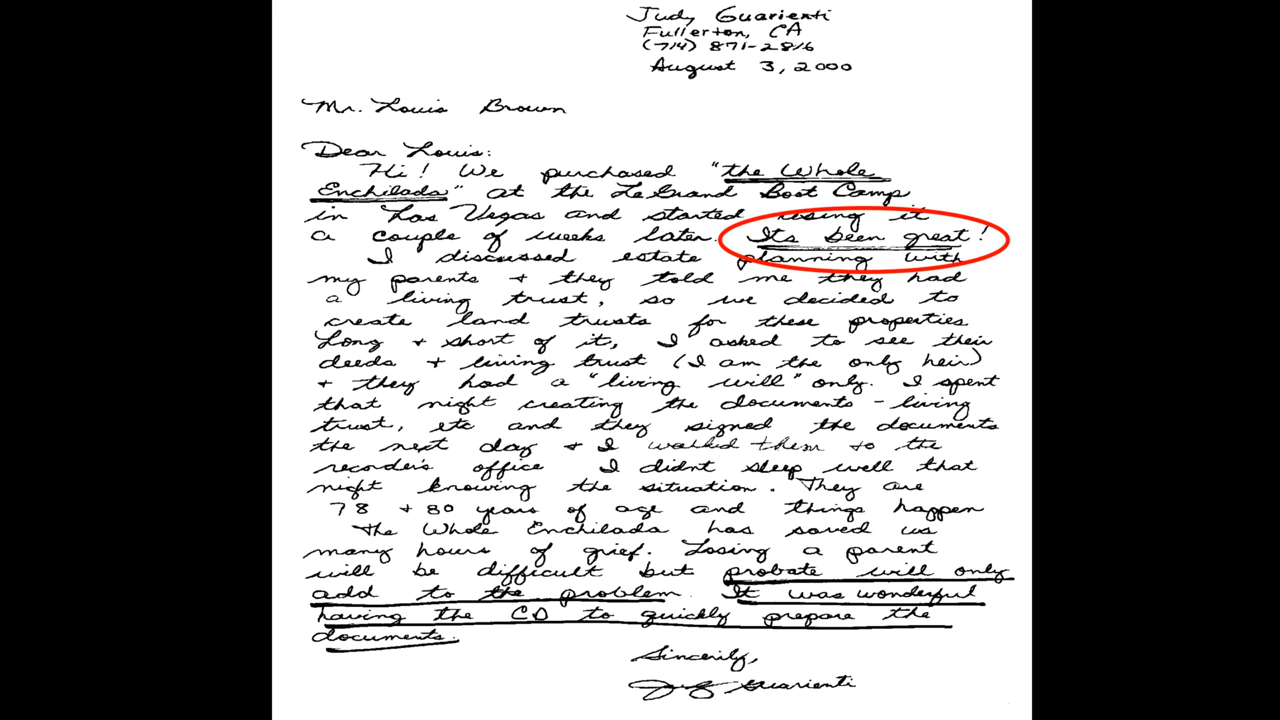 Judy Guarienti
Fullerton, CA
(714) 871-2816
August 3, 2000
Mr. Louis Brown
Dear Louis:
Hi! We purchased "the Whole
Enchilada" at the LeGrand Boot Camp
in Las Vegas and started using it
a couple of weeks later. Its been great!
I discussed estate planning with
my parents + they told me they had
a living trust, so we decided to
create land trusts for these properties
Long + short of it, I asked to see their
deeds + living trust (I am the only heir)
+ they had a "living will" only. I spent
that night creating the documents - living
trust, etc and they signed the documents
the next day + I walked them to the
recorder's office I didnt sleep well that
night knowing the situation. They are
78 + 80 years of age and things happen
The Whole Enchilada has saved us
many hours of grief. Losing a parent
will be difficult but probate will only
add to the problem. It was wonderful
having the CD to quickly prepare the
documents.
Sincerily,
Judy Guarienti